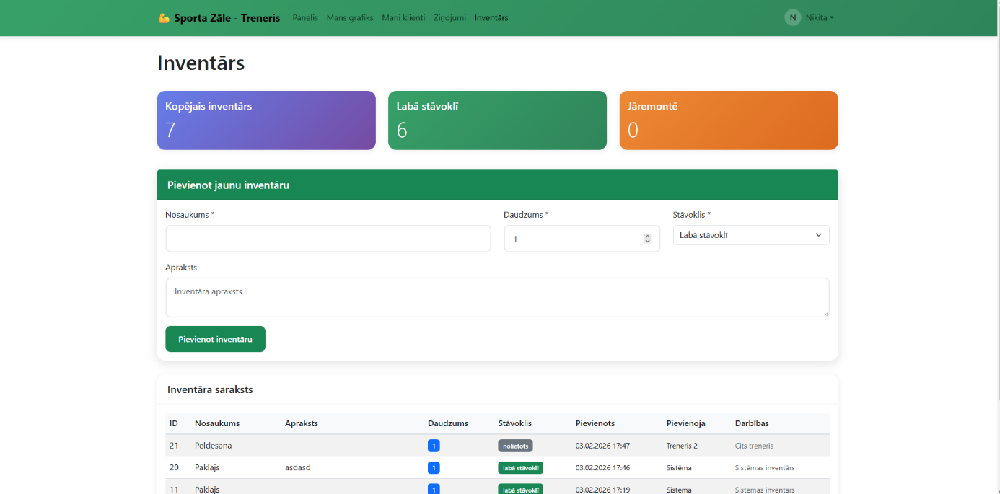 💪 Sporta Zāle - Treneris Panelis Mans grafiks Mani klienti Ziņojumi Inventārs N Nikita
Inventārs
Kopējais inventārs Labā stāvoklī Jāremontē
7 6 0
Pievienot jaunu inventāru
Nosaukums * Daudzums * Stāvoklis *
1 Labā stāvoklī
Apraksts
Inventāra apraksts...
Pievienot inventāru
Inventāra saraksts
ID Nosaukums Apraksts Daudzums Stāvoklis Pievienots Pievienoja Darbības
21 Peldesana 1 nolietots 03.02.2026 17:47 Treneris 2 Cits treneris
20 Paklajs asdasd 1 labā stāvoklī 03.02.2026 17:46 Sistēma Sistēmas inventārs
11 Paklajs 1 labā stāvoklī 03.02.2026 17:19 Sistēma Sistēmas inventārs